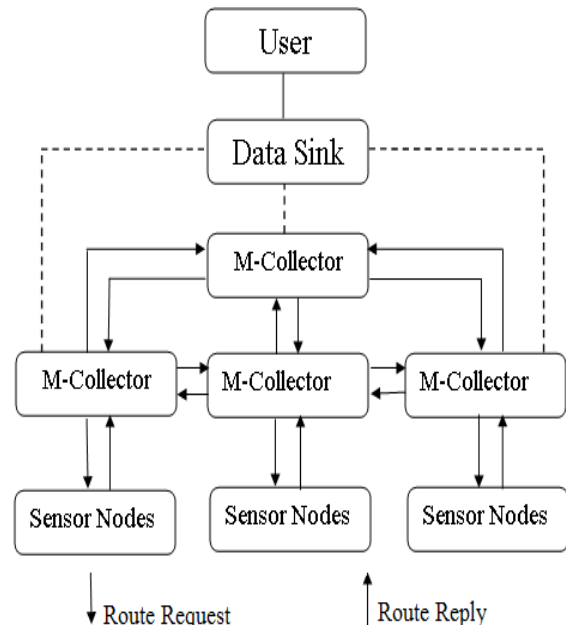 User
Data Sink
M-Collector
M-Collector
M-Collector
M-Collector
Sensor Nodes
Sensor Nodes
Sensor Nodes
Route Request
Route Reply